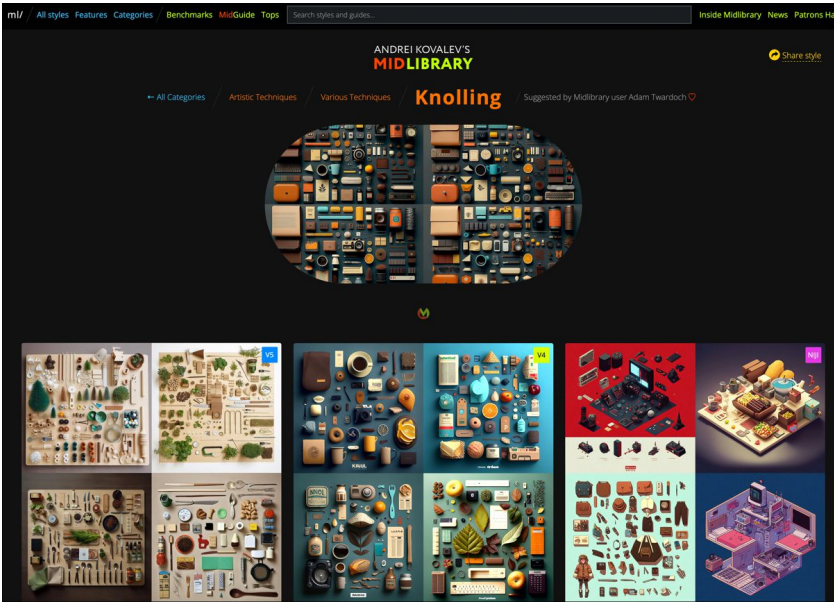 ml/ / All styles Features Categories / Benchmarks MidGuide Tops Search styles and guides... Inside Midlibrary News Patrons Ha
ANDREI KOVALEV'S
MIDLIBRARY
Share style
← All Categories / Artistic Techniques / Various Techniques / Knolling / Suggested by Midlibrary user Adam Twardoch ♡
V5
V4
NIJI